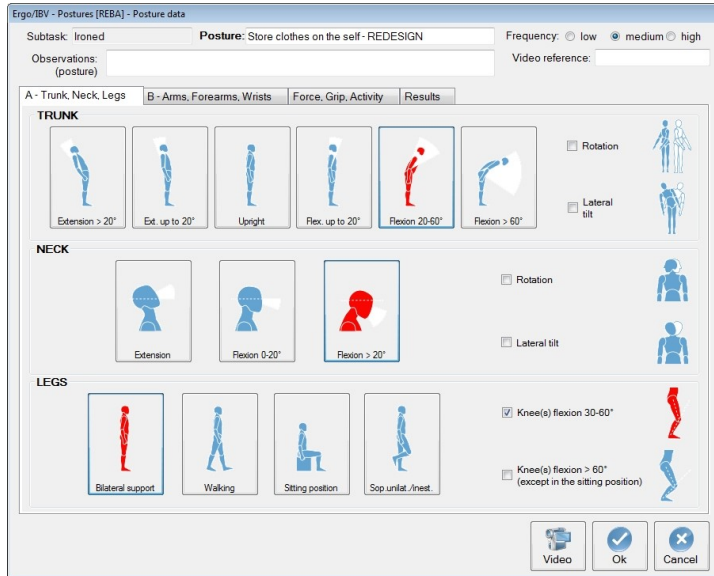 Ergo/IBV - Postures [REBA] - Posture data
Subtask: Ironed Posture: Store clothes on the self - REDESIGN Frequency: low medium high
Observations: (posture) Video reference:
A - Trunk, Neck, Legs B - Arms, Forearms, Wrists Force, Grip, Activity Results
TRUNK
Rotation
Lateral tilt
Extension > 20° Ext. up to 20° Upright Flex. up to 20° Flexion 20-60° Flexion > 60°
NECK
Rotation
Lateral tilt
Extension Flexion 0-20° Flexion > 20°
LEGS
Knee(s) flexion 30-60°
Knee(s) flexion > 60°
(except in the sitting position)
Bilateral support Walking Sitting position Sop.unilat./inest.
Video Ok Cancel